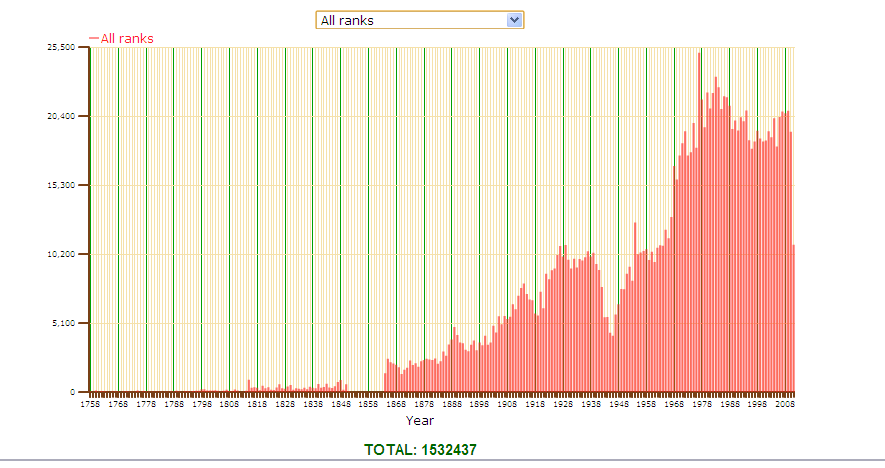 All ranks
All ranks
25,500
20,400
15,300
10,200
5,100
0
1758 1768 1778 1788 1798 1808 1818 1828 1838 1848 1858 1868 1878 1888 1898 1908 1918 1928 1938 1948 1958 1968 1978 1988 1998 2008
Year
TOTAL: 1532437